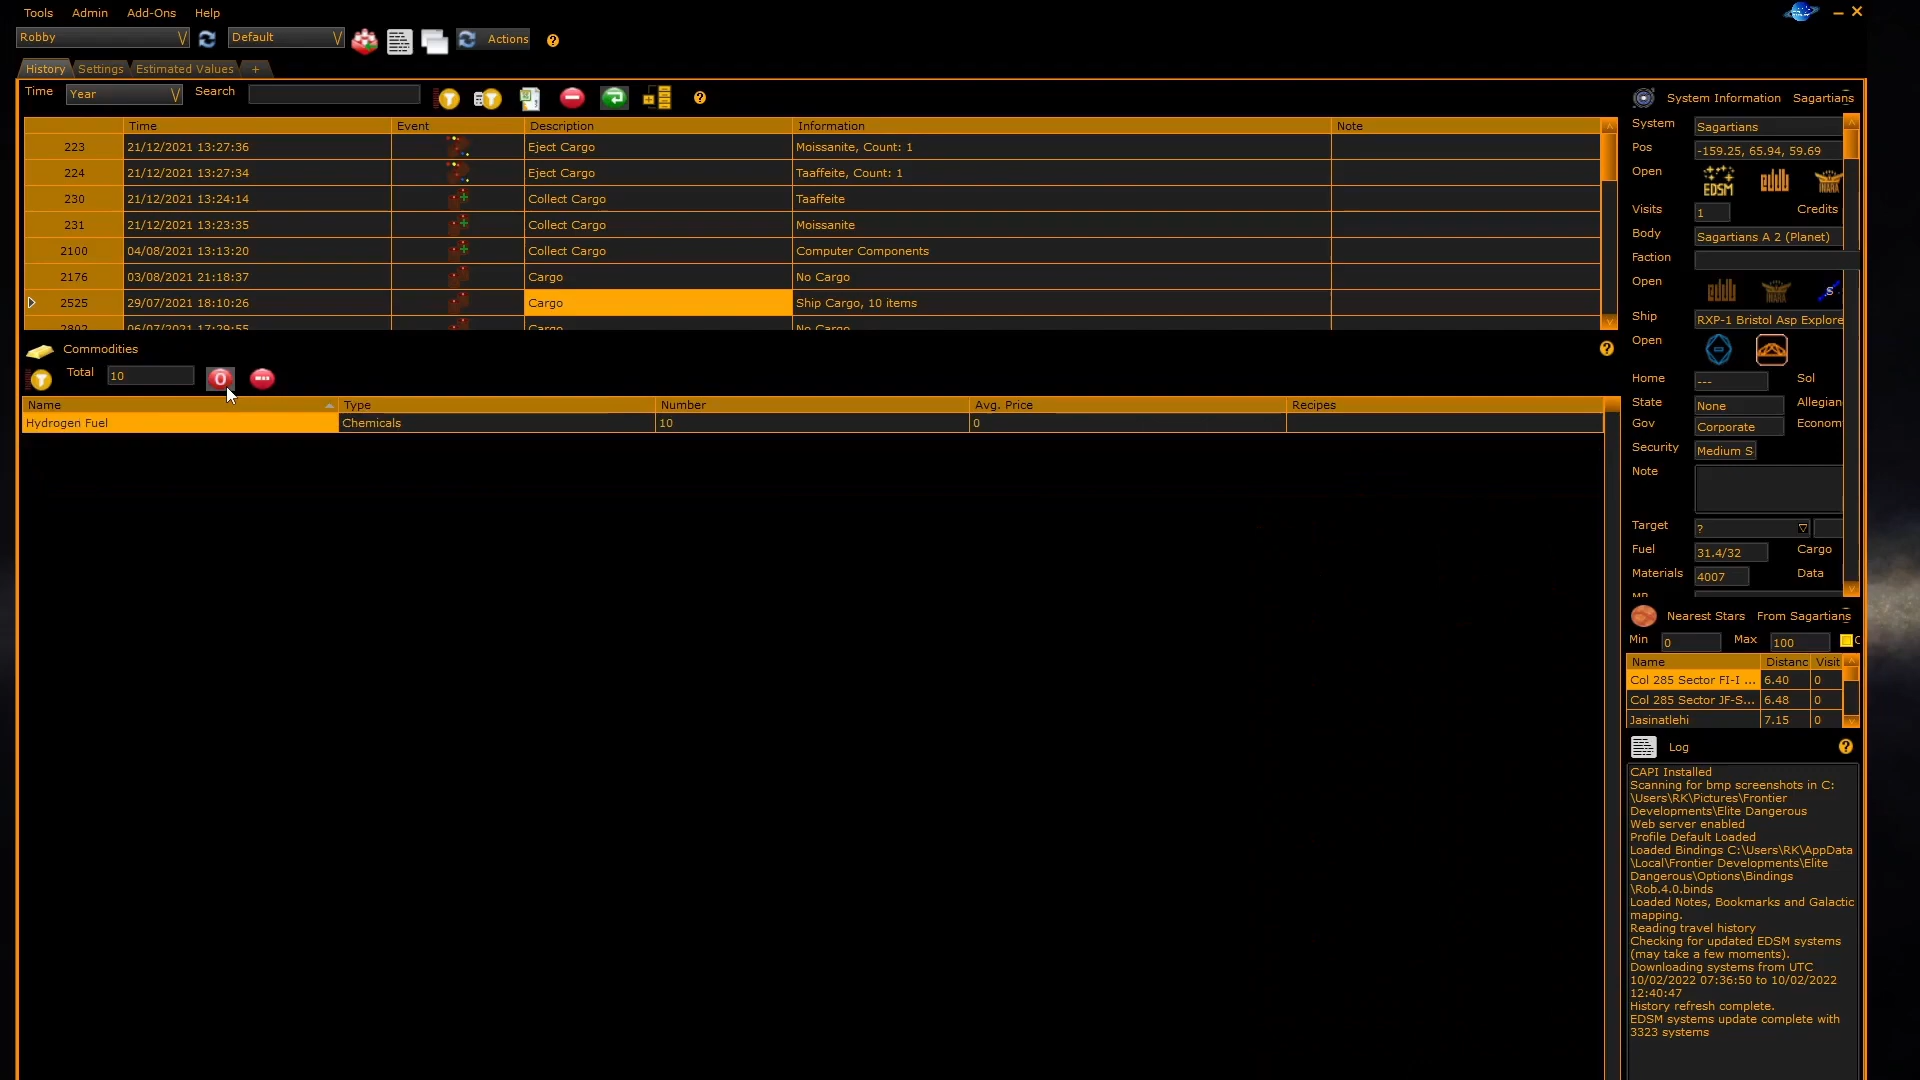 Tools Admin Add-Ons Help
Robby Default Actions ?
History Settings Estimated Values +
Time Year Search ?
Time Event Description Information Note
223 21/12/2021 13:27:36 Eject Cargo Moissanite, Count: 1
224 21/12/2021 13:27:34 Eject Cargo Taaffeite, Count: 1
230 21/12/2021 13:24:14 Collect Cargo Taaffeite
231 21/12/2021 13:23:35 Collect Cargo Moissanite
2100 04/08/2021 13:13:20 Collect Cargo Computer Components
2176 03/08/2021 21:18:37 Cargo No Cargo
2525 29/07/2021 18:10:26 Cargo Ship Cargo, 10 items
2802 06/07/2021 17:29:55 Cargo No Cargo
Commodities ?
Total 10 0
Name Type Number Avg. Price Recipes
Hydrogen Fuel Chemicals 10 0
System Information Sagartians
System Sagartians
Pos -159.25, 65.94, 59.69
Open EDSM INARA
Visits 1 Credits
Body Sagartians A 2 (Planet)
Faction
Open INARA S
Ship RXP-1 Bristol Asp Explore
Open
Home --- Sol
State None Allegian
Gov Corporate Econom
Security Medium S
Note
Target ?
Fuel 31.4/32 Cargo
Materials 4007 Data
Nearest Stars From Sagartians
Min 0 Max 100
Name Distanc Visit
Col 285 Sector FI-I ... 6.40 0
Col 285 Sector JF-S... 6.48 0
Jasinatlehi 7.15 0
Log ?
CAPI Installed
Scanning for bmp screenshots in C:
\Users\RK\Pictures\Frontier
Developments\Elite Dangerous
Web server enabled
Profile Default Loaded
Loaded Bindings C:\Users\RK\AppData
\Local\Frontier Developments\Elite
Dangerous\Options\Bindings
\Rob.4.0.binds
Loaded Notes, Bookmarks and Galactic
mapping.
Reading travel history
Checking for updated EDSM systems
(may take a few moments).
Downloading systems from UTC
10/02/2022 07:36:50 to 10/02/2022
12:40:47
History refresh complete.
EDSM systems update complete with
3323 systems